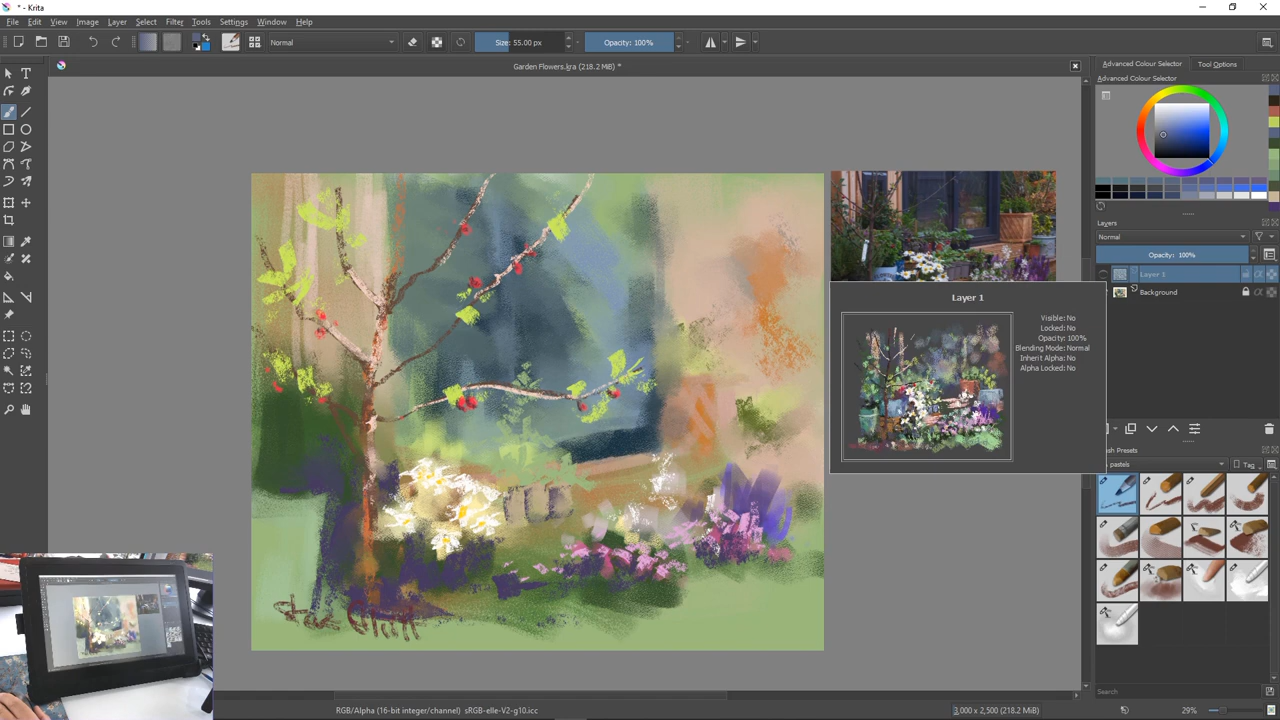 * - Krita
File Edit View Image Layer Select Filter Tools Settings Window Help
Normal Size: 55.00 px Opacity: 100%
Garden Flowers.kra (218.2 MiB) *
Advanced Colour Selector Tool Options
Advanced Colour Selector
Layers
Normal
Opacity: 100%
Layer 1
Background
Layer 1
Visible: No
Locked: No
Opacity: 100%
Blending Mode: Normal
Inherit Alpha: No
Alpha Locked: No
Presets
pastels Tag
Search
RGB/Alpha (16-bit integer/channel) sRGB-elle-V2-g10.icc 3,000 x 2,500 (218.2 MiB) 29%